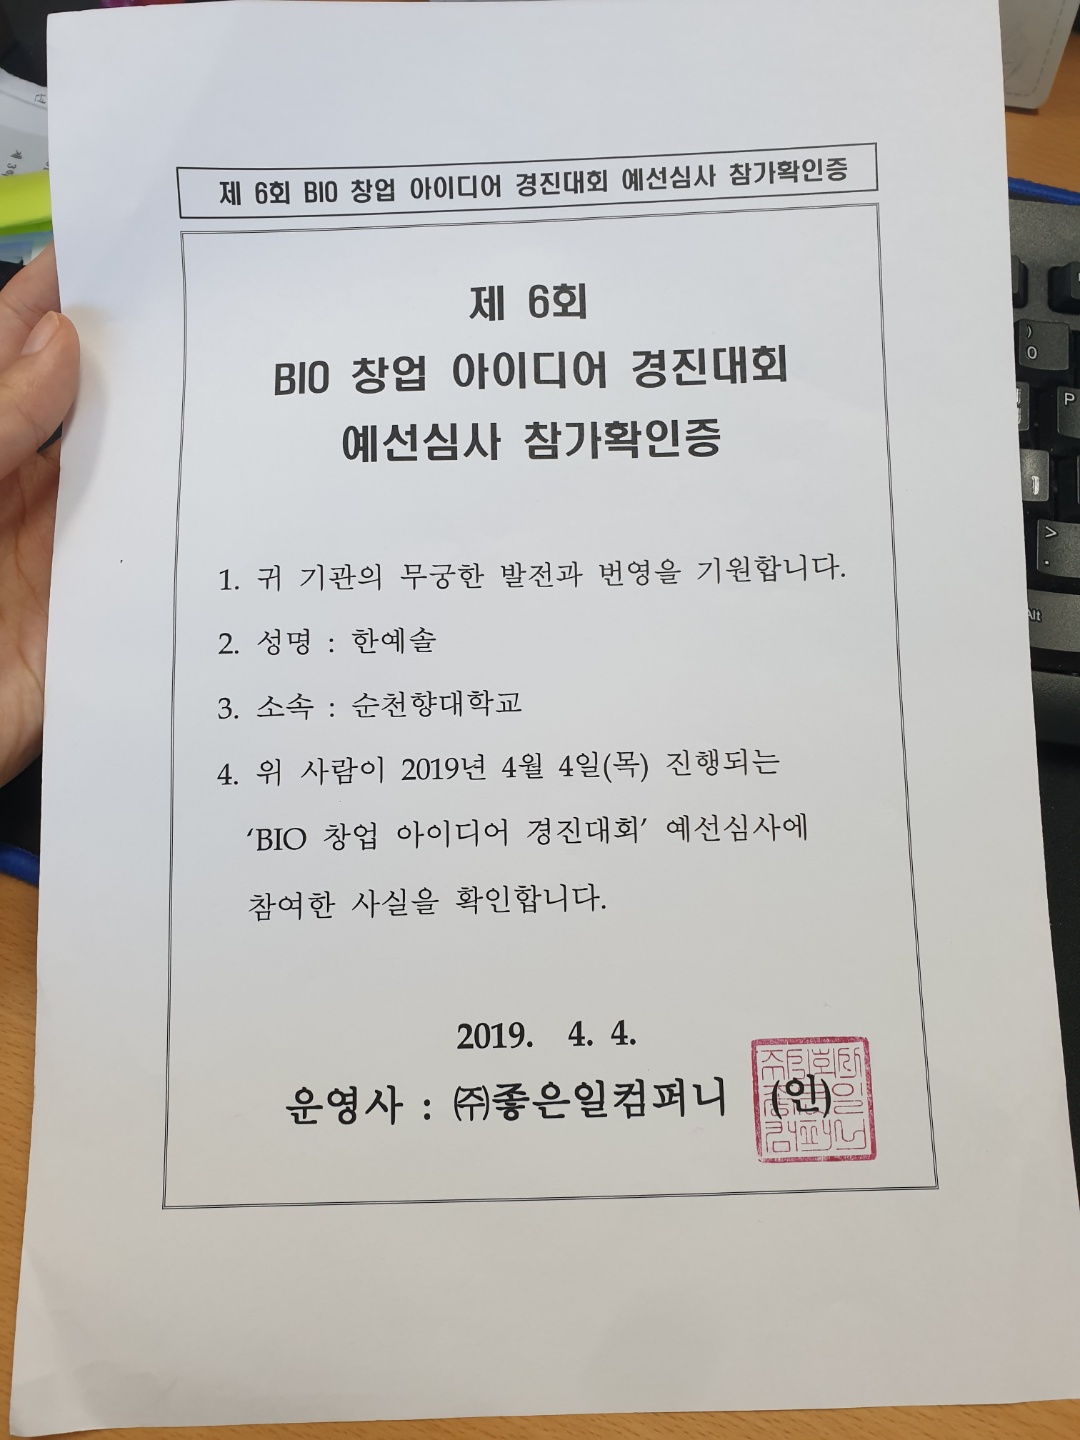 제 6회 BIO 창업 아이디어 경진대회 예선심사 참가확인증
제 6회
BIO 창업 아이디어 경진대회
예선심사 참가확인증
1. 귀 기관의 무궁한 발전과 번영을 기원합니다.
2. 성명 : 한예솔
3. 소속 : 순천향대학교
4. 위 사람이 2019년 4월 4일(목) 진행되는
‘BIO 창업 아이디어 경진대회’ 예선심사에
참여한 사실을 확인합니다.
2019. 4. 4.
운영사 : ㈜좋은일컴퍼니 (인)
)
0
P
>
.
Alt